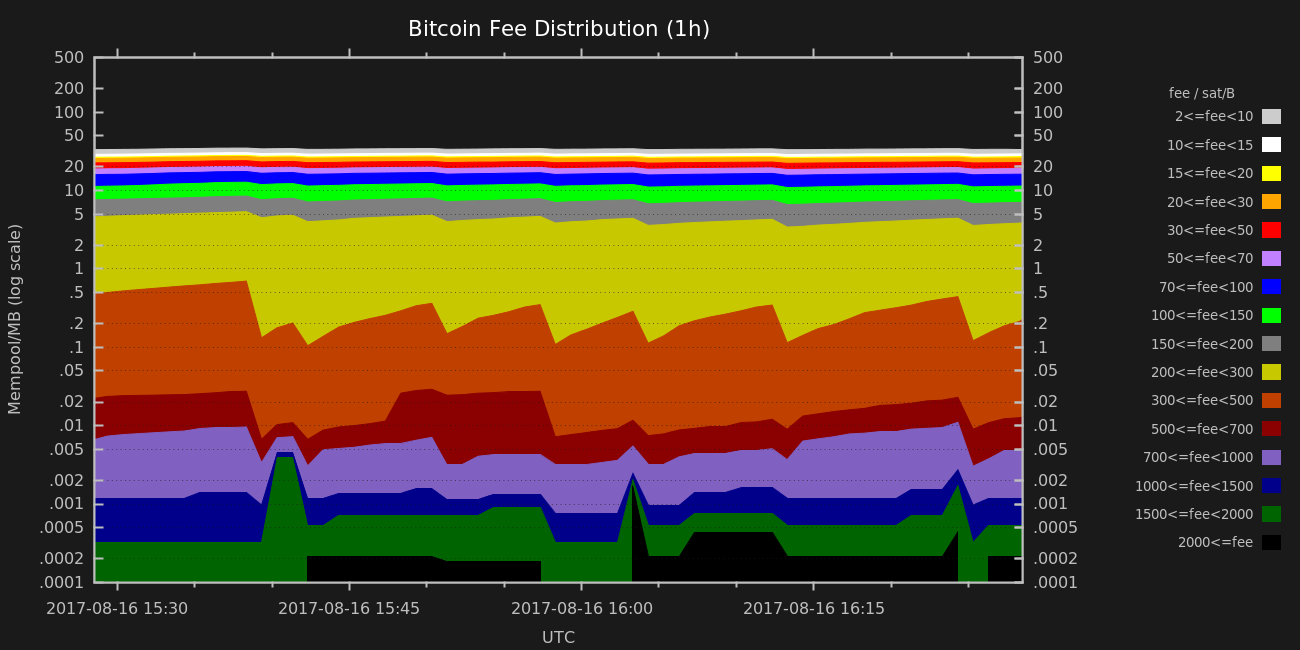 Bitcoin Fee Distribution (1h)
500
200
100
50
20
10
5
2
1
.5
.2
.1
.05
.02
.01
.005
.002
.001
.0005
.0002
.0001
Mempool/MB (log scale)
500
200
100
50
20
10
5
2
1
.5
.2
.1
.05
.02
.01
.005
.002
.001
.0005
.0002
.0001
2017-08-16 15:30
2017-08-16 15:45
2017-08-16 16:00
2017-08-16 16:15
UTC
fee / sat/B
2<=fee<10
10<=fee<15
15<=fee<20
20<=fee<30
30<=fee<50
50<=fee<70
70<=fee<100
100<=fee<150
150<=fee<200
200<=fee<300
300<=fee<500
500<=fee<700
700<=fee<1000
1000<=fee<1500
1500<=fee<2000
2000<=fee